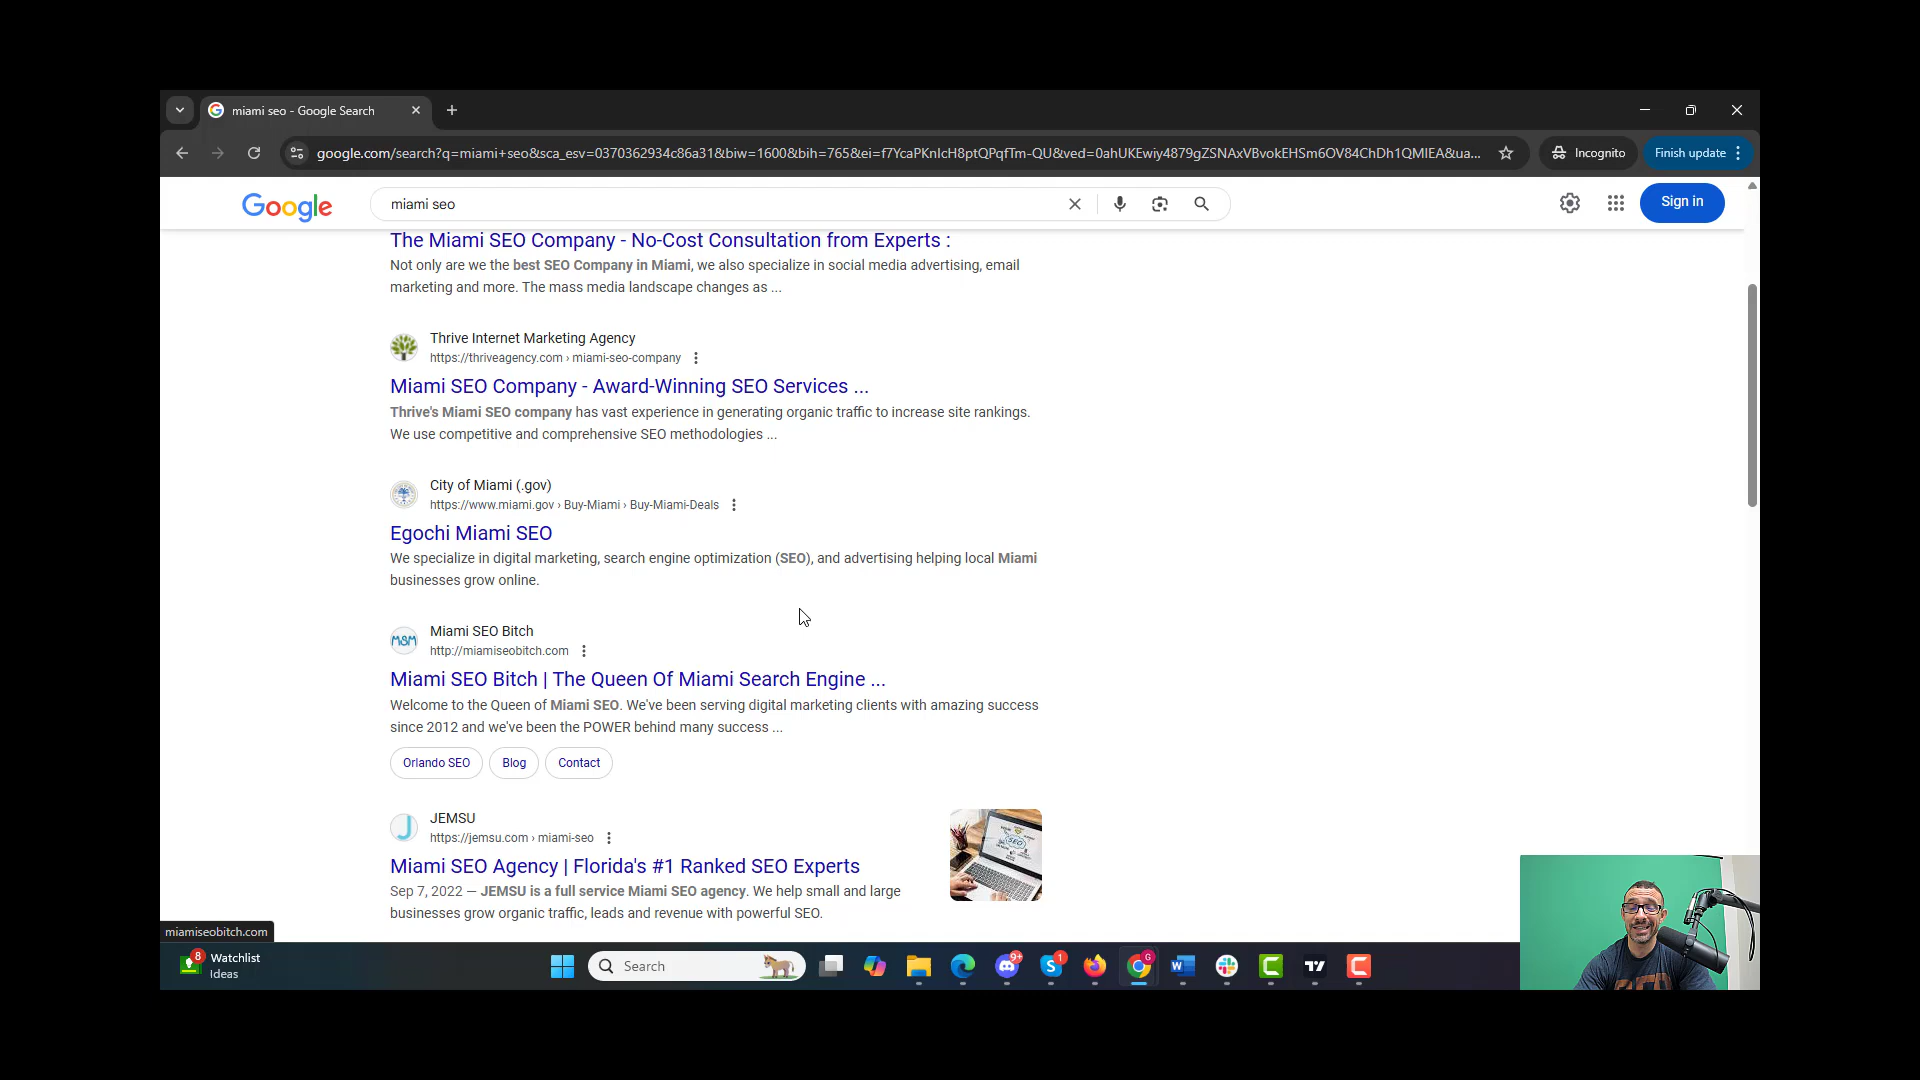 miami seo - Google Search
google.com/search?q=miami+seo&sca_esv=0370362934c86a31&biw=1600&bih=765&ei=f7YcaPKnIcH8ptQPqfTm-QU&ved=0ahUKEwiy4879gZSNAxVBvokEHSm6OV84ChDh1QMIEA&ua...
Incognito
Finish update
Google
miami seo
Sign in
The Miami SEO Company - No-Cost Consultation from Experts :
Not only are we the best SEO Company in Miami, we also specialize in social media advertising, email
marketing and more. The mass media landscape changes as ...
Thrive Internet Marketing Agency
https://thriveagency.com › miami-seo-company
Miami SEO Company - Award-Winning SEO Services ...
Thrive's Miami SEO company has vast experience in generating organic traffic to increase site rankings.
We use competitive and comprehensive SEO methodologies ...
City of Miami (.gov)
https://www.miami.gov › Buy-Miami › Buy-Miami-Deals
Egochi Miami SEO
We specialize in digital marketing, search engine optimization (SEO), and advertising helping local Miami
businesses grow online.
MSM
Miami SEO Bitch
http://miamiseobitch.com
Miami SEO Bitch | The Queen Of Miami Search Engine ...
Welcome to the Queen of Miami SEO. We've been serving digital marketing clients with amazing success
since 2012 and we've been the POWER behind many success ...
Orlando SEO
Blog
Contact
JEMSU
https://jemsu.com › miami-seo
Miami SEO Agency | Florida's #1 Ranked SEO Experts
Sep 7, 2022 — JEMSU is a full service Miami SEO agency. We help small and large
businesses grow organic traffic, leads and revenue with powerful SEO.
SEO
miamiseobitch.com
8
Watchlist
Ideas
Search
9+
1
G